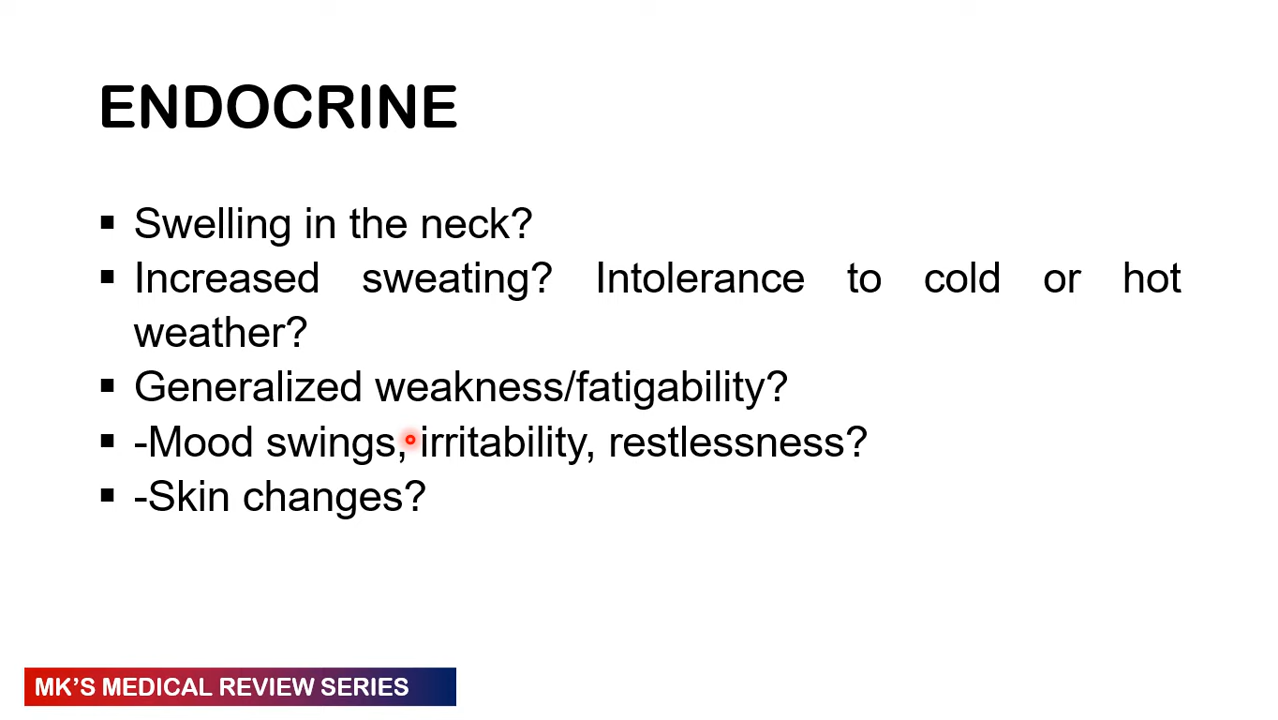 ENDOCRINE
▪ Swelling in the neck?
▪ Increased sweating? Intolerance to cold or hot
weather?
▪ Generalized weakness/fatigability?
▪ -Mood swings, irritability, restlessness?
▪ -Skin changes?
MK’S MEDICAL REVIEW SERIES